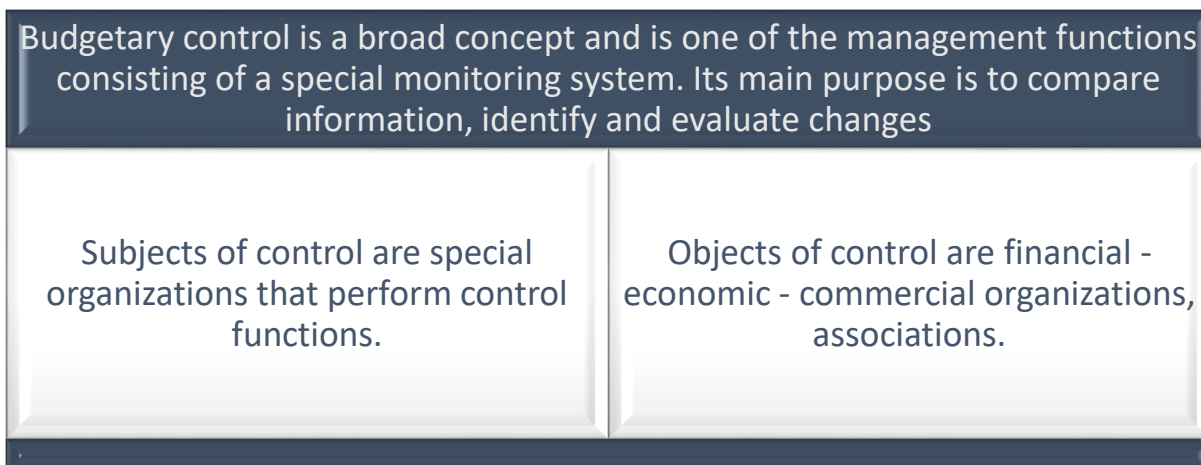 Budgetary control is a broad concept and is one of the management functions
consisting of a special monitoring system. Its main purpose is to compare
information, identify and evaluate changes
Subjects of control are special
organizations that perform control
functions.
Objects of control are financial -
economic - commercial organizations,
associations.